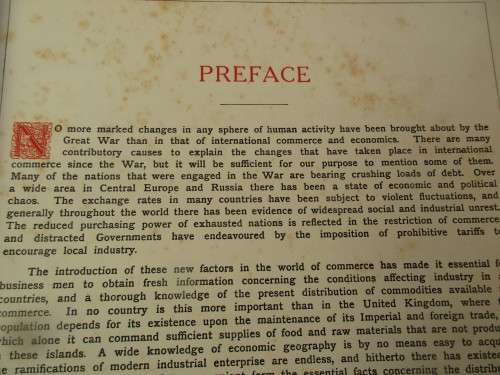 PREFACE
NO more marked changes in any sphere of human activity have been brought about by the
Great War than in that of international commerce and economics. There are many
contributory causes to explain the changes that have taken place in international
commerce since the War, but it will be sufficient for our purpose to mention some of them.
Many of the nations that were engaged in the War are bearing crushing loads of debt. Over
a wide area in Central Europe and Russia there has been a state of economic and political
chaos. The exchange rates in many countries have been subject to violent fluctuations, and
generally throughout the world there has been evidence of widespread social and industrial unrest.
The reduced purchasing power of exhausted nations is reflected in the restriction of commerce
and distracted Governments have endeavoured by the imposition of prohibitive tariffs to
encourage local industry.
The introduction of these new factors in the world of commerce has made it essential fo
business men to obtain fresh information concerning the conditions affecting industry in a
countries, and a thorough knowledge of the present distribution of commodities available
commerce. In no country is this more important than in the United Kingdom, where
population depends for its existence upon the maintenance of its Imperial and foreign trade,
which alone it can command sufficient supplies of food and raw materials that are not produ
in these islands. A wide knowledge of economic geography is by no means easy to acqu
e ramifications of modern industrial enterprise are endless, and hitherto there has existed
form the essential facts concerning the distribu